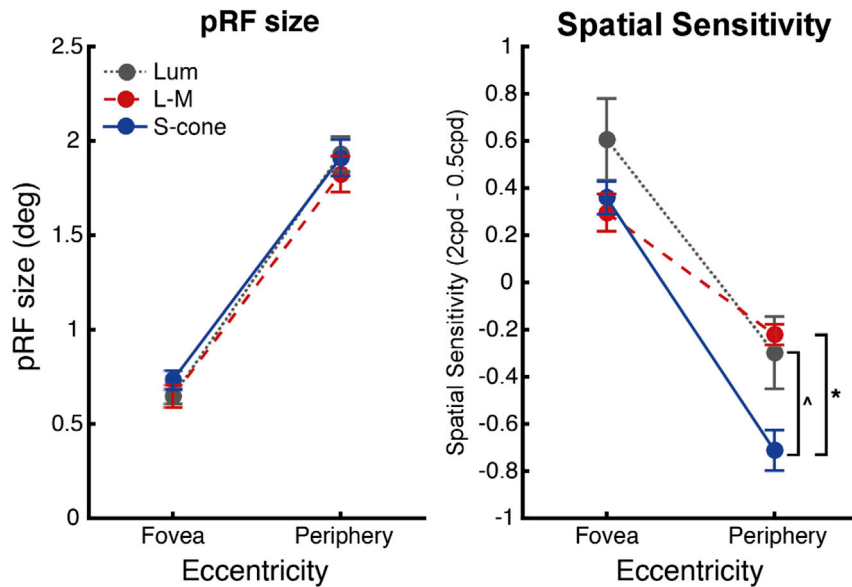 pRF size
2.5
2
1.5
1
0.5
0
pRF size (deg)
Lum
L-M
S-cone
Fovea
Periphery
Eccentricity
Spatial Sensitivity
1
0.8
0.6
0.4
0.2
0
-0.2
-0.4
-0.6
-0.8
-1
Spatial Sensitivity (2cpd - 0.5cpd)
^
*
Fovea
Periphery
Eccentricity